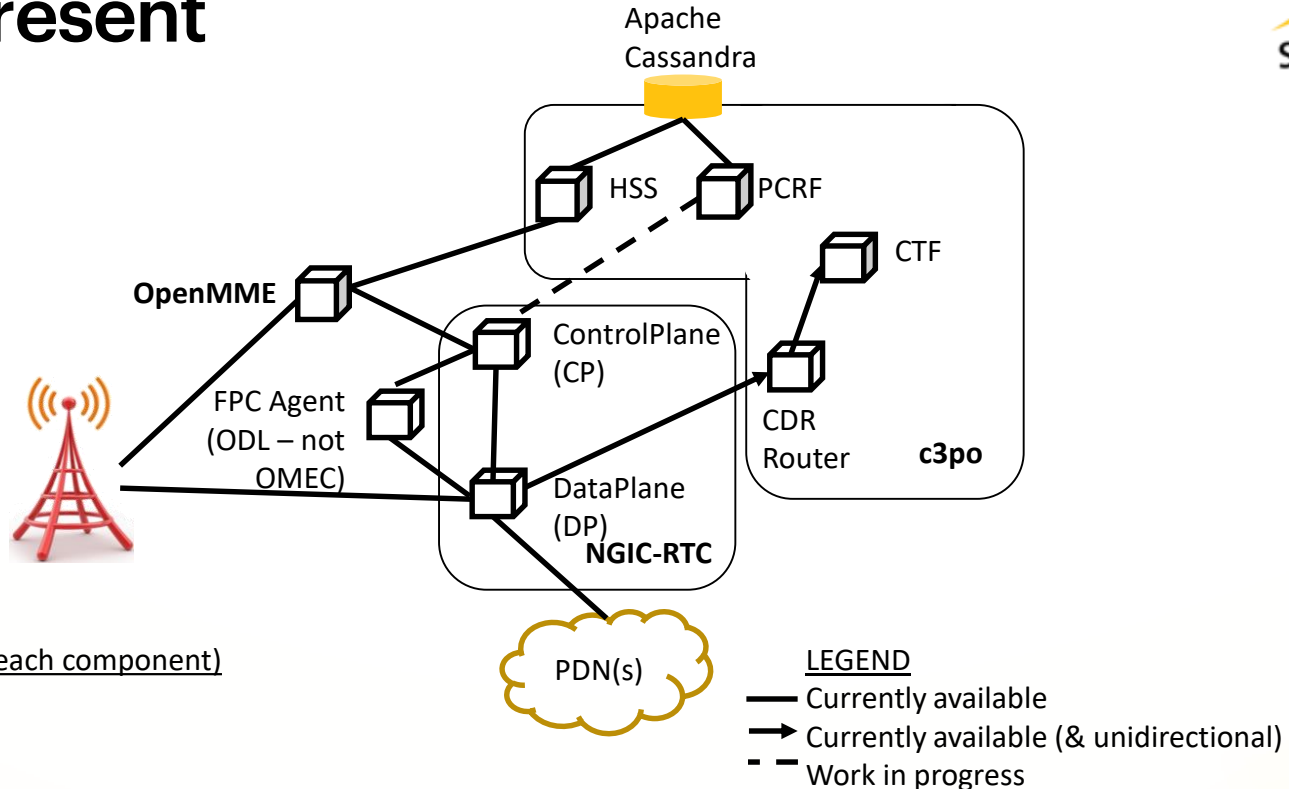 resent
Apache
Cassandra
S
HSS
PCRF
CTF
OpenMME
ControlPlane
(CP)
FPC Agent
(ODL – not
OMEC)
CDR
Router
c3po
DataPlane
(DP)
NGIC-RTC
PDN(s)
each component)
LEGEND
Currently available
Currently available (& unidirectional)
Work in progress